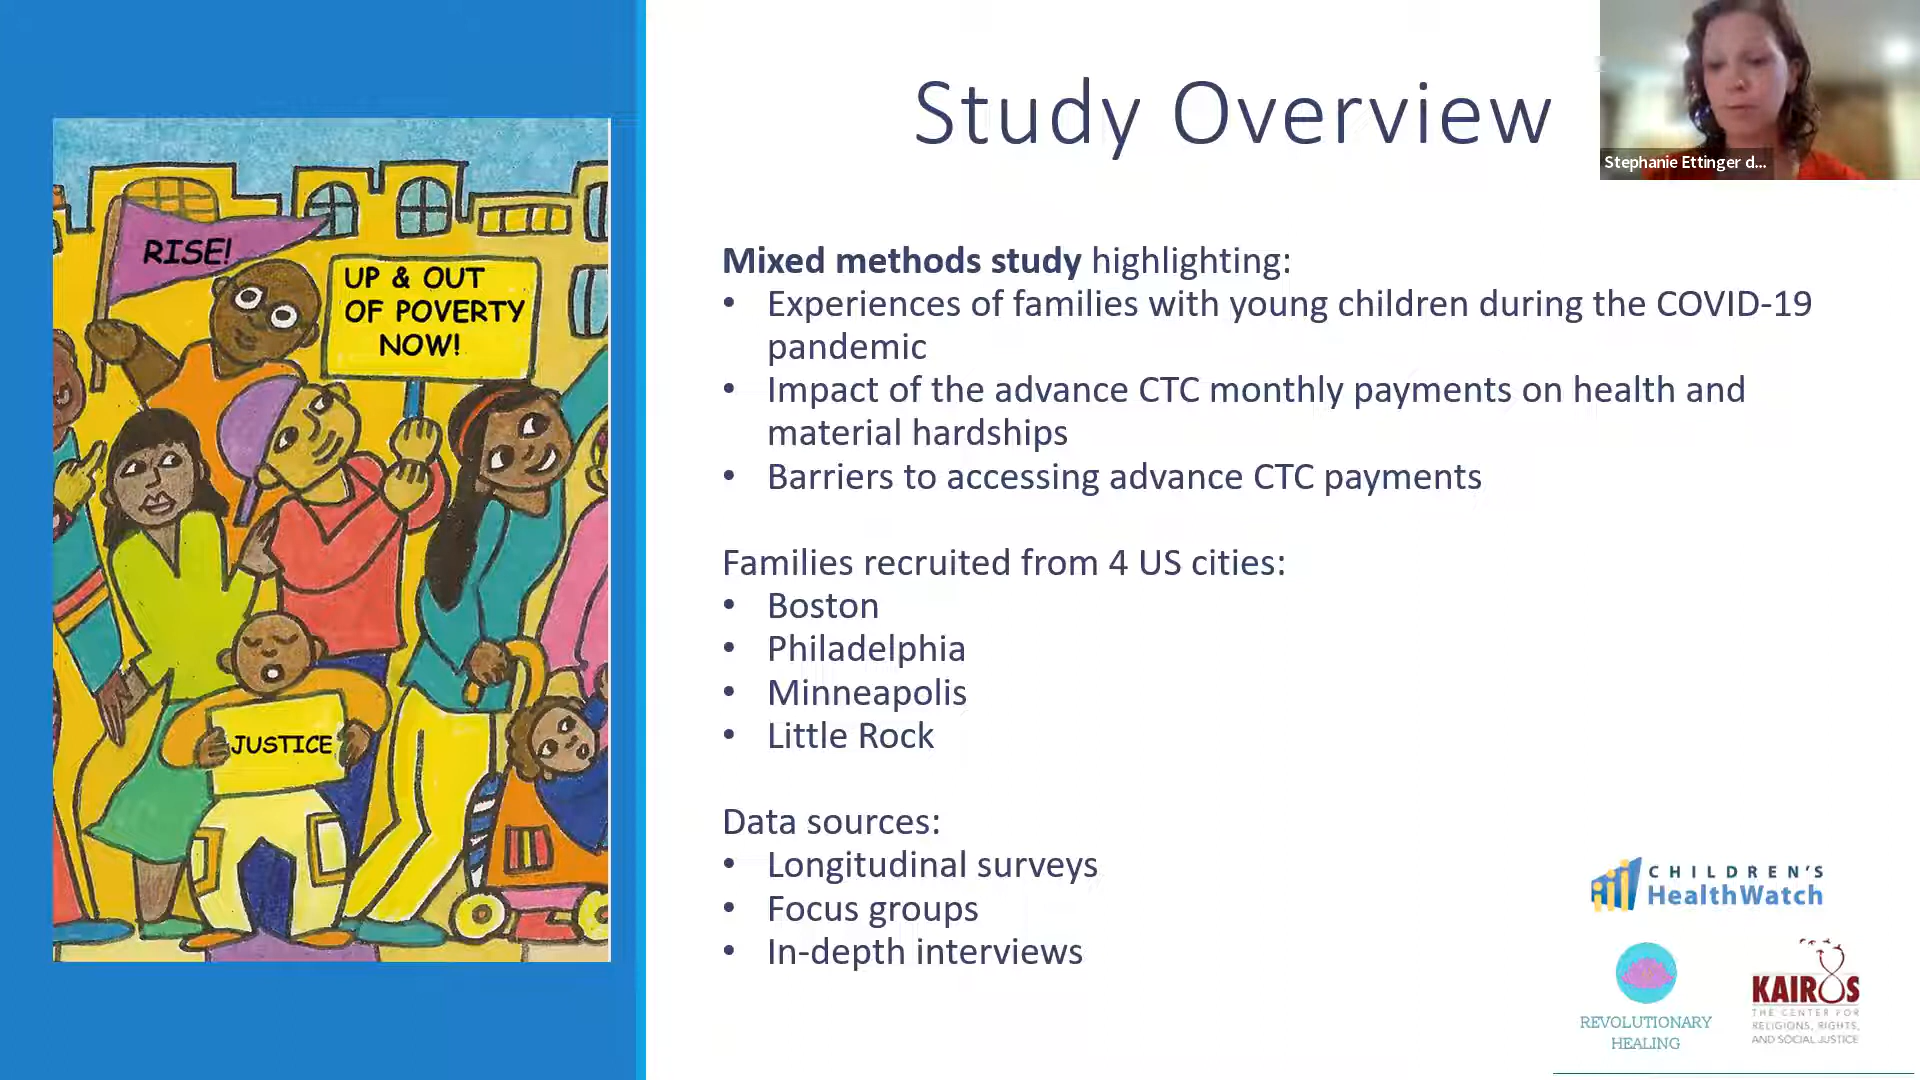 Study Overview
Stephanie Ettinger d...
RISE!
UP & OUT
OF POVERTY
NOW!
JUSTICE
Mixed methods study highlighting:
• Experiences of families with young children during the COVID-19
pandemic
• Impact of the advance CTC monthly payments on health and
material hardships
• Barriers to accessing advance CTC payments
Families recruited from 4 US cities:
• Boston
• Philadelphia
• Minneapolis
• Little Rock
Data sources:
• Longitudinal surveys
• Focus groups
• In-depth interviews
CHILDREN'S
HealthWatch
REVOLUTIONARY
HEALING
KAIROS
THE CENTER FOR
RELIGIONS, RIGHTS,
AND SOCIAL JUSTICE